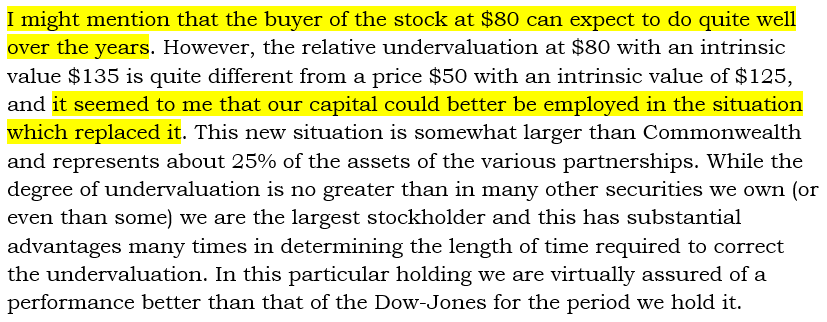 I might mention that the buyer of the stock at $80 can expect to do quite well
over the years. However, the relative undervaluation at $80 with an intrinsic
value $135 is quite different from a price $50 with an intrinsic value of $125,
and it seemed to me that our capital could better be employed in the situation
which replaced it. This new situation is somewhat larger than Commonwealth
and represents about 25% of the assets of the various partnerships. While the
degree of undervaluation is no greater than in many other securities we own (or
even than some) we are the largest stockholder and this has substantial
advantages many times in determining the length of time required to correct
the undervaluation. In this particular holding we are virtually assured of a
performance better than that of the Dow-Jones for the period we hold it.